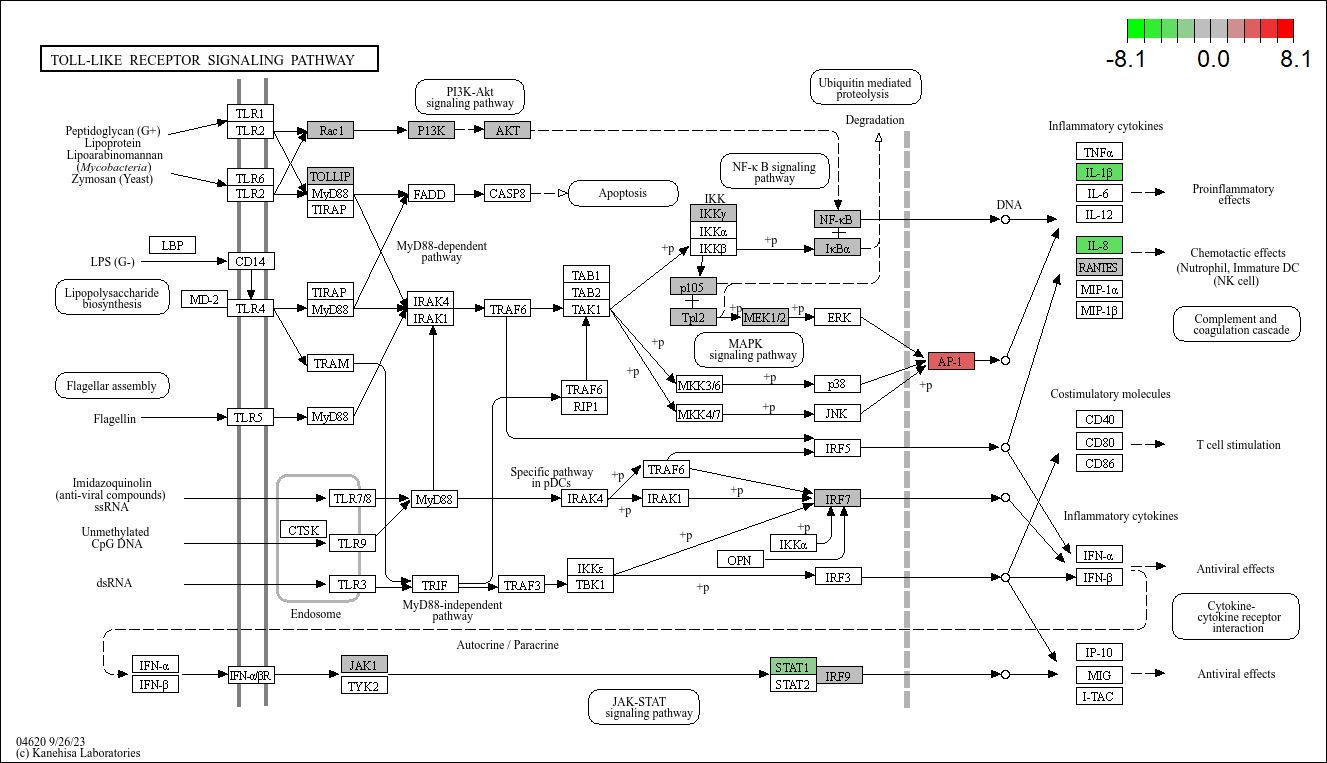 -8.1 0.0 8.1
TOLL-LIKE RECEPTOR SIGNALING PATHWAY
PI3K-Akt
signaling pathway
Ubiquitin mediated
proteolysis
Degradation
Peptidoglycan (G+)
Lipoprotein
Lipoarabinomannan
(Mycobacteria)
Zymosan (Yeast)
TLR1
TLR2
TLR6
TLR2
Rac1
P13K
AKT
TOLLIP
MyD88
TIRAP
FADD
CASP8
Apoptosis
NF-κ B signaling
pathway
IKK
IKKγ
IKKα
IKKβ
NF-κB
IκBα
+p
+p
DNA
Inflammatory cytokines
TNFα
IL-1β
IL-6
IL-12
Proinflammatory
effects
IL-8
RANTES
MIP-1α
MIP-1β
Chemotactic effects
(Nutrophil, Immature DC
(NK cell)
Complement and
coagulation cascade
LBP
LPS (G-)
CD14
MD-2
TLR4
Lipopolysaccharide
biosynthesis
MyD88-dependent
pathway
TIRAP
MyD88
IRAK4
IRAK1
TRAF6
TAB1
TAB2
TAK1
p105
Tpl2
+p
MEK1/2
+p
ERK
MAPK
signaling pathway
+p
+p
AP-1
+p
TRAM
Flagellar assembly
Flagellin
TLR5
MyD88
TRAF6
RIP1
MKK3/6
+p
p38
MKK4/7
+p
JNK
IRF5
Costimulatory molecules
CD40
CD80
CD86
T cell stimulation
Imidazoquinolin
(anti-viral compounds)
ssRNA
TLR7/8
MyD88
Specific pathway
in pDCs
IRAK4
+p
+p
TRAF6
IRAK1
+p
IRF7
Unmethylated
CpG DNA
CTSK
TLR9
+p
+p
IKKα
OPN
Inflammatory cytokines
IFN-α
IFN-β
Antiviral effects
dsRNA
TLR3
TRIF
TRAF3
IKKε
TBK1
+p
IRF3
Endosome
MyD88-independent
pathway
Cytokine-
cytokine receptor
interaction
Autocrine / Paracrine
IFN-α
IFN-β
IFN-α/βR
JAK1
TYK2
STAT1
STAT2
IRF9
JAK-STAT
signaling pathway
IP-10
MIG
I-TAC
Antiviral effects
04620 9/26/23
(c) Kanehisa Laboratories